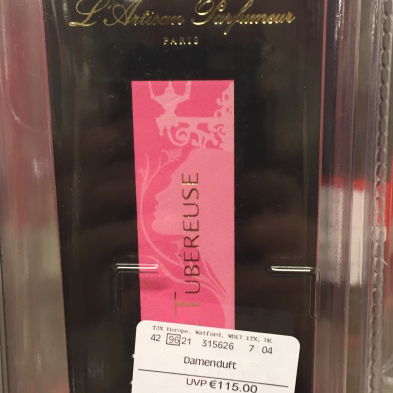 L'Artisan Parfumeur
PARIS
TUBÉREUSE
TJX Europe. Watford, WD17 1TX, UK
42 96 21 315626 7 04
Damenduft
UVP €115.00